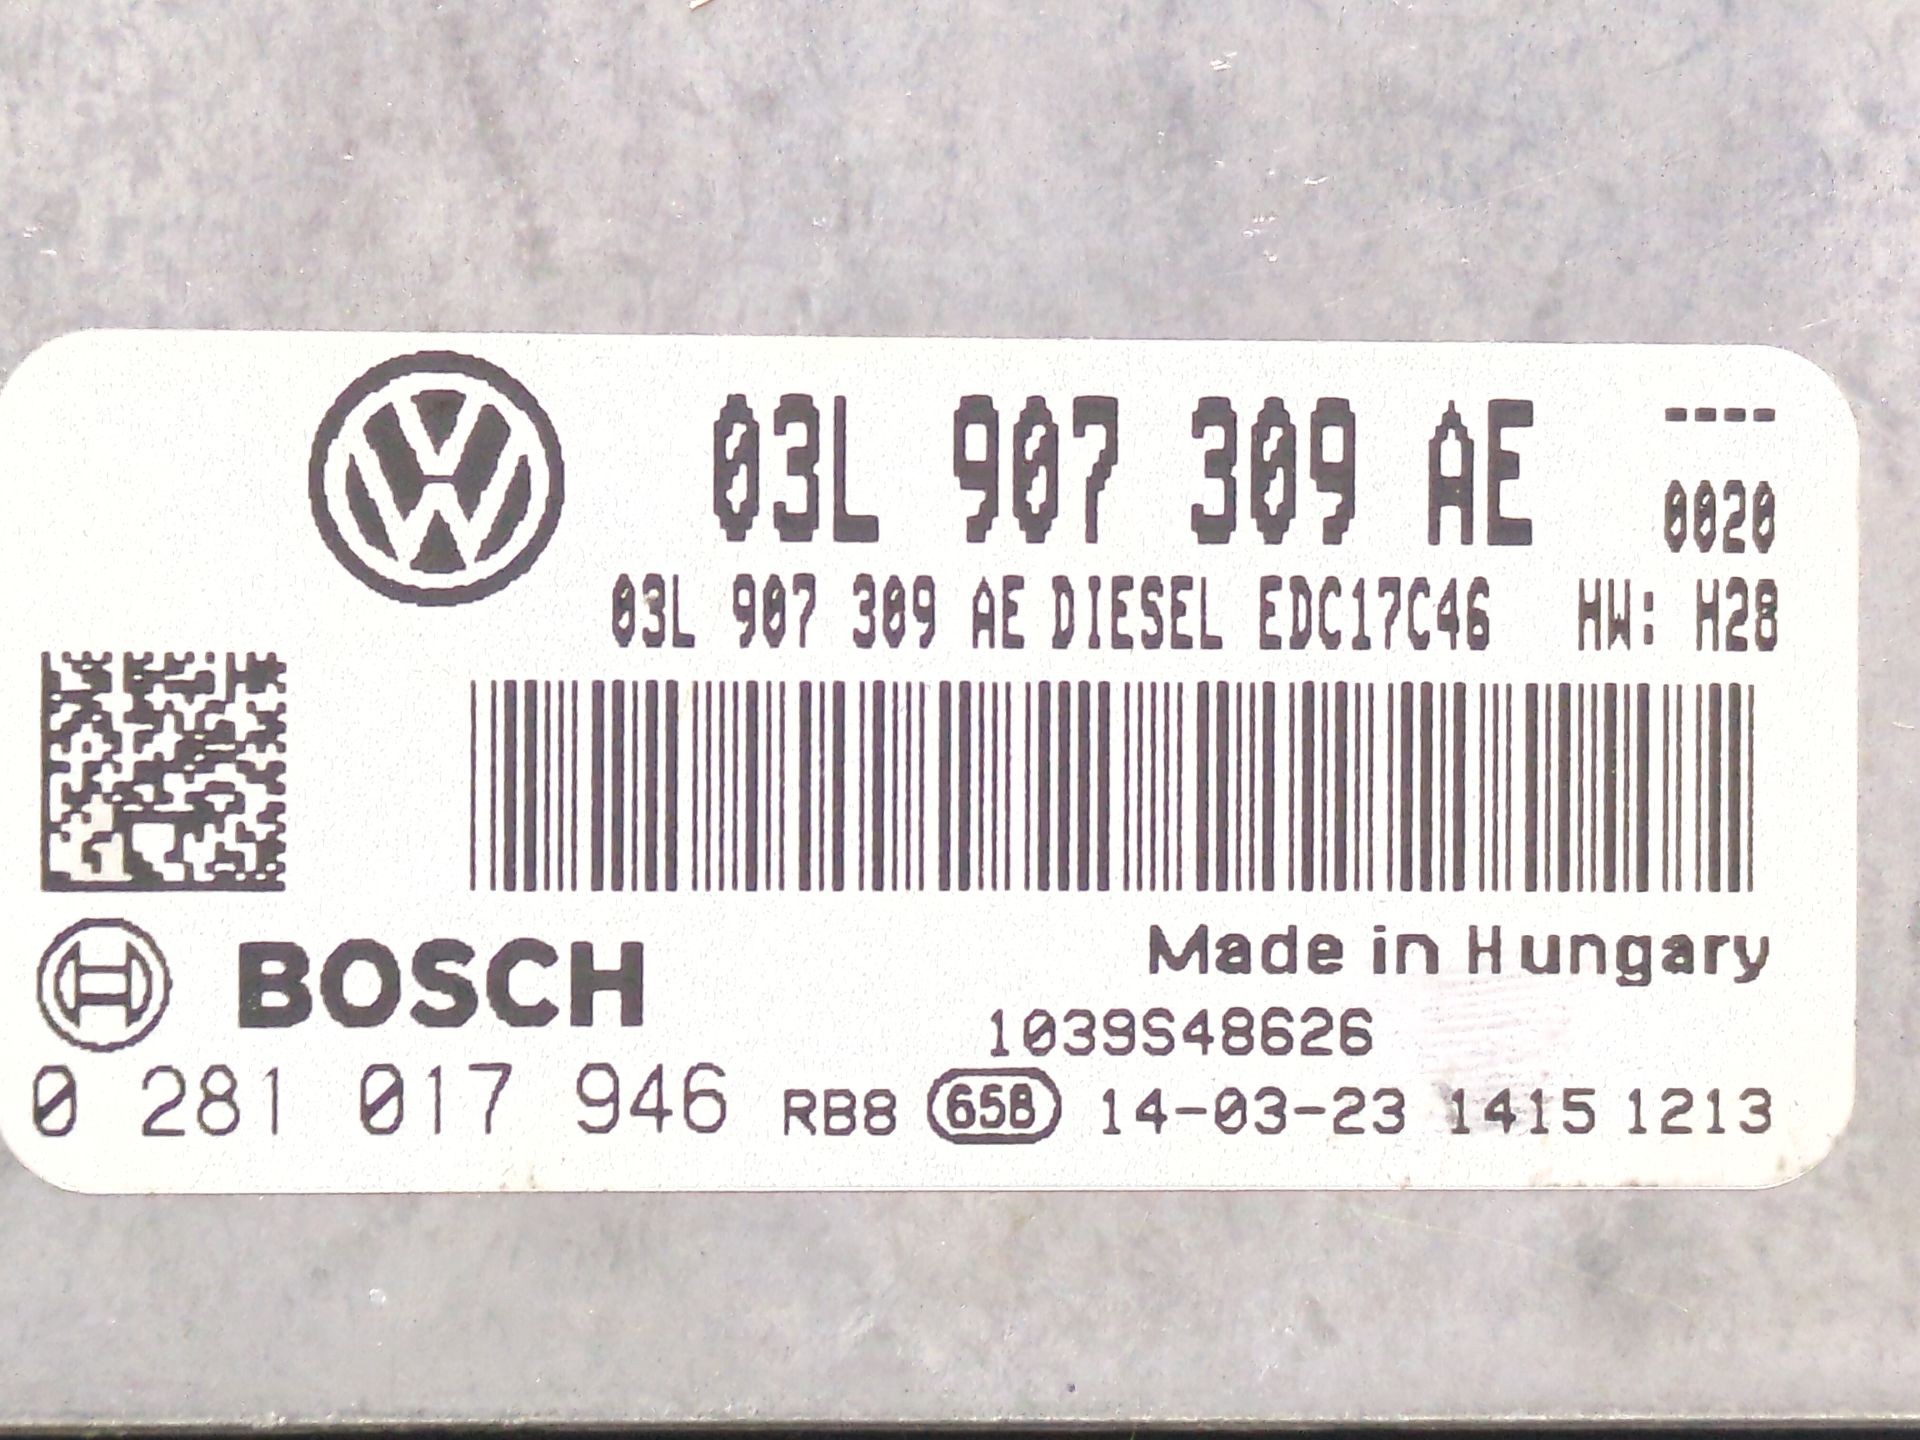 03L 907 309 AE ----
0020
03L 907 309 AE DIESEL EDC17C46 HW: H28
Made in Hungary
BOSCH
1039S48626
0 281 017 946 RB8 658 14-03-23 1415 1213